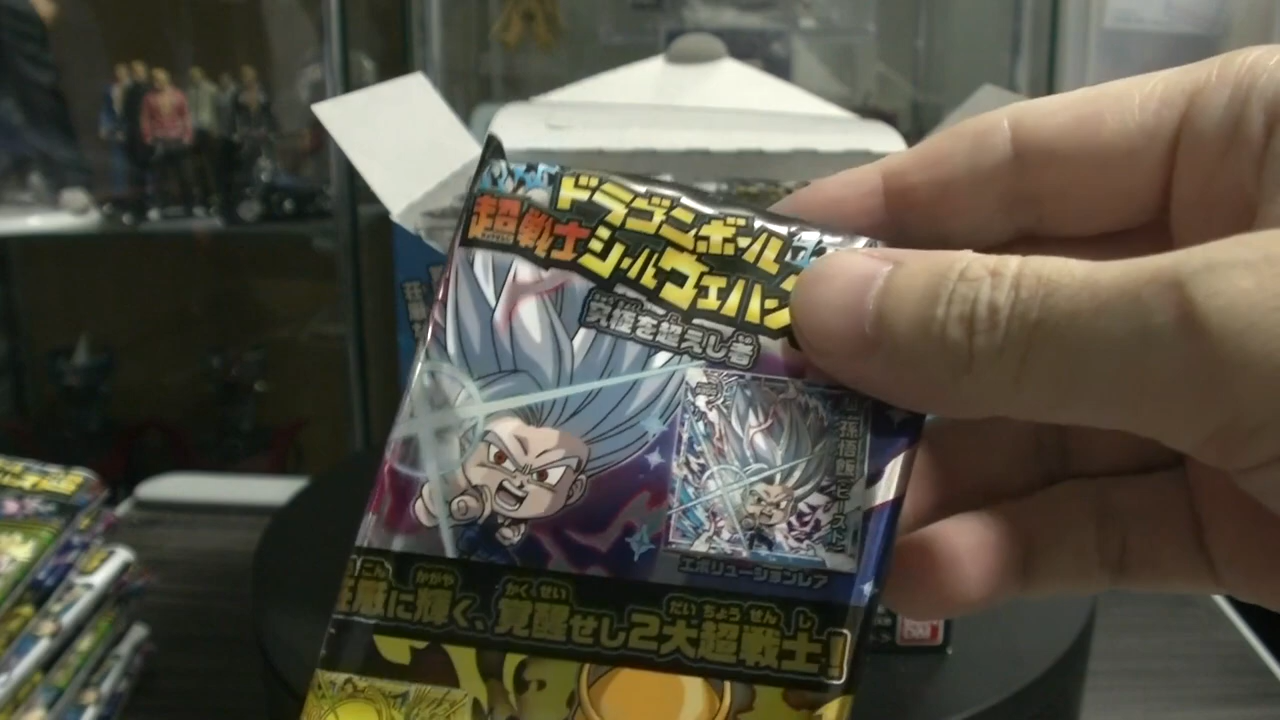 ドラゴンボール
超戦士シールウエハース
究極を超えし者
孫悟飯:ビースト
エボリューションレア
に輝く、覚醒せし2大超戦士!